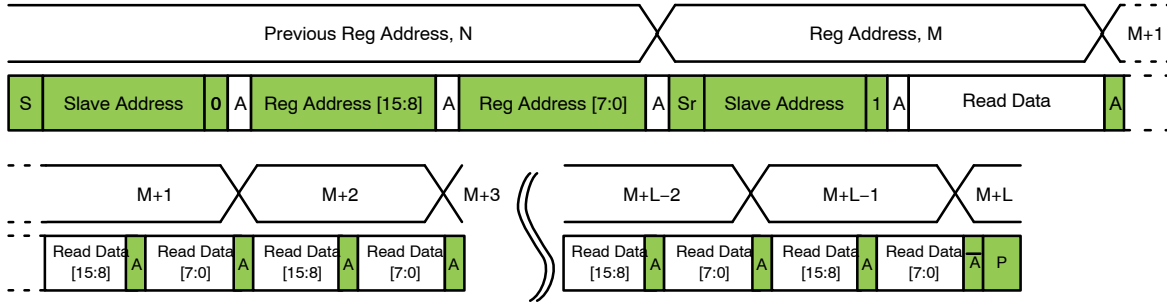 Previous Reg Address, N Reg Address, M M+1
S Slave Address 0 A Reg Address [15:8] A Reg Address [7:0] A Sr Slave Address 1 A Read Data A
M+1 M+2 M+3 M+L−2 M+L−1 M+L
Read Data A Read Data A Read Data A Read Data A Read Data A Read Data A Read Data A Read Data A̅ P
[15:8] [7:0] [15:8] [7:0] [15:8] [7:0] [15:8] [7:0]